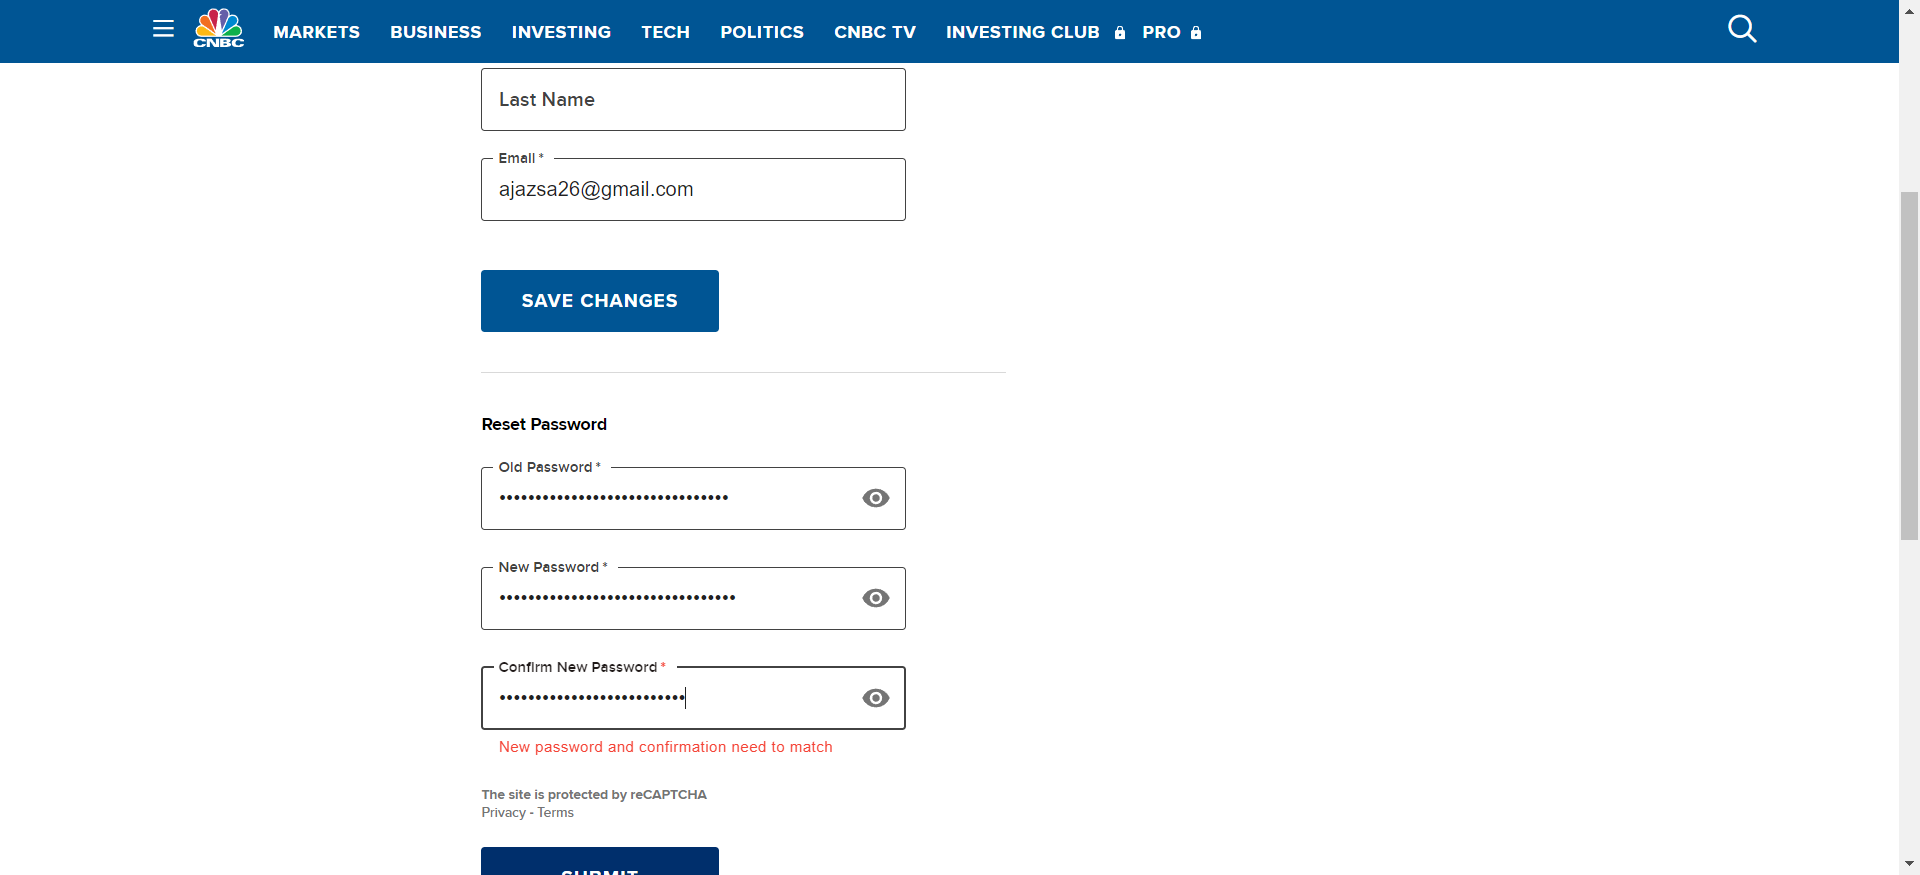 CNBC
MARKETS BUSINESS INVESTING TECH POLITICS CNBC TV INVESTING CLUB PRO
Last Name
Email *
ajazsa26@gmail.com
SAVE CHANGES
Reset Password
Old Password *
••••••••••••••••••••••••••••••••
New Password *
•••••••••••••••••••••••••••••••••
Confirm New Password *
••••••••••••••••••••••••••
New password and confirmation need to match
The site is protected by reCAPTCHA
Privacy - Terms
SUBMIT